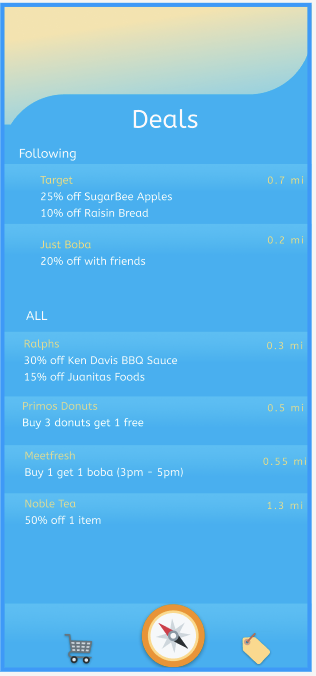 Deals
Following
Target 0.7 mi
25% off SugarBee Apples
10% off Raisin Bread
Just Boba 0.2 mi
20% off with friends
ALL
Ralphs 0.3 mi
30% off Ken Davis BBQ Sauce
15% off Juanitas Foods
Primos Donuts 0.5 mi
Buy 3 donuts get 1 free
Meetfresh 0.55 mi
Buy 1 get 1 boba (3pm - 5pm)
Noble Tea 1.3 mi
50% off 1 item